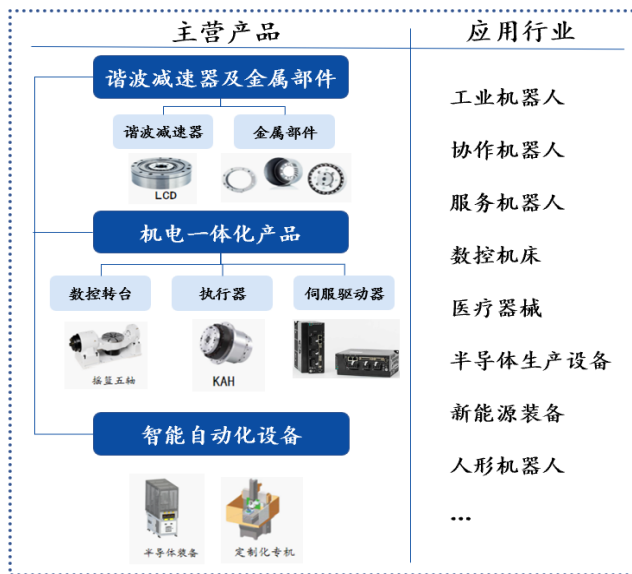 主营产品
应用行业
谐波减速器及金属部件
谐波减速器
金属部件
LCD
机电一体化产品
数控转台
执行器
伺服驱动器
摇篮五轴
KAH
智能自动化设备
半导体装备
定制化专机
工业机器人
协作机器人
服务机器人
数控机床
医疗器械
半导体生产设备
新能源装备
人形机器人
...